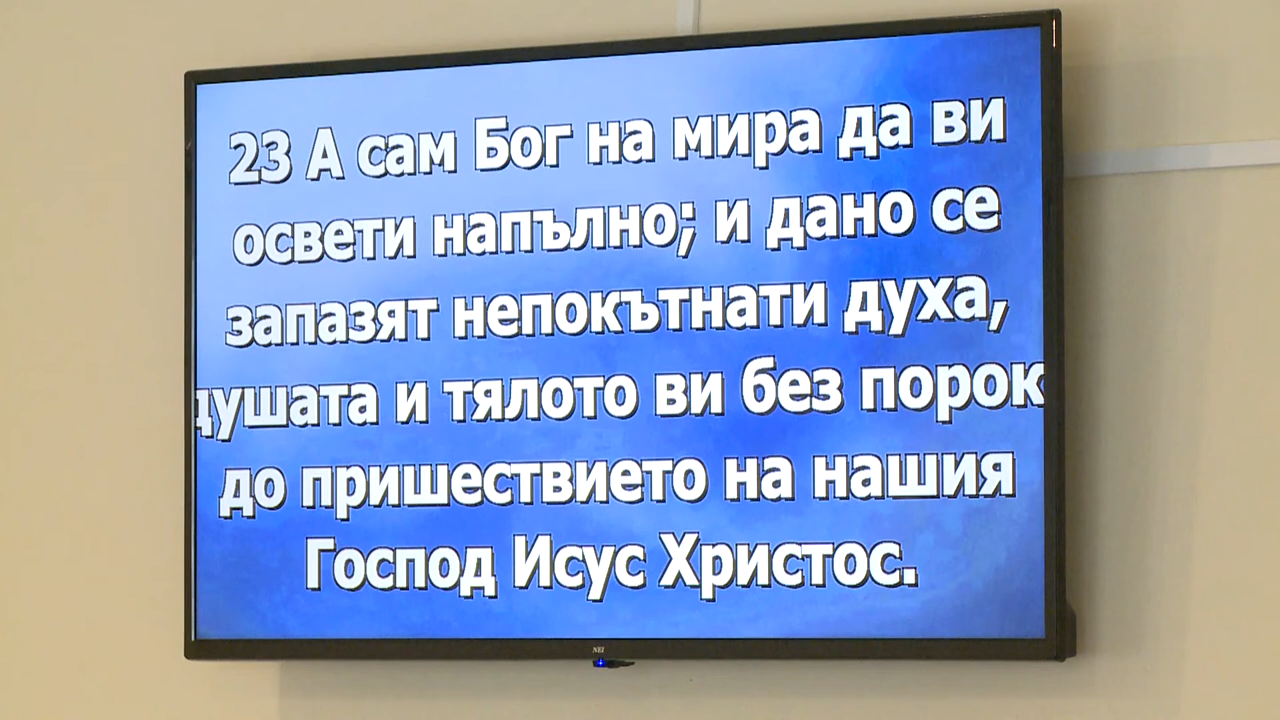 23 А сам Бог на мира да ви
освети напълно; и дано се
запазят непокътнати духа,
душата и тялото ви без порок
до пришествието на нашия
Господ Исус Христос.
NEI